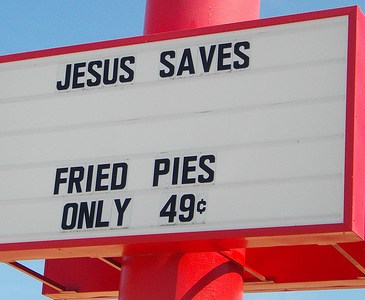 JESUS SAVES
FRIED PIES
ONLY 49¢